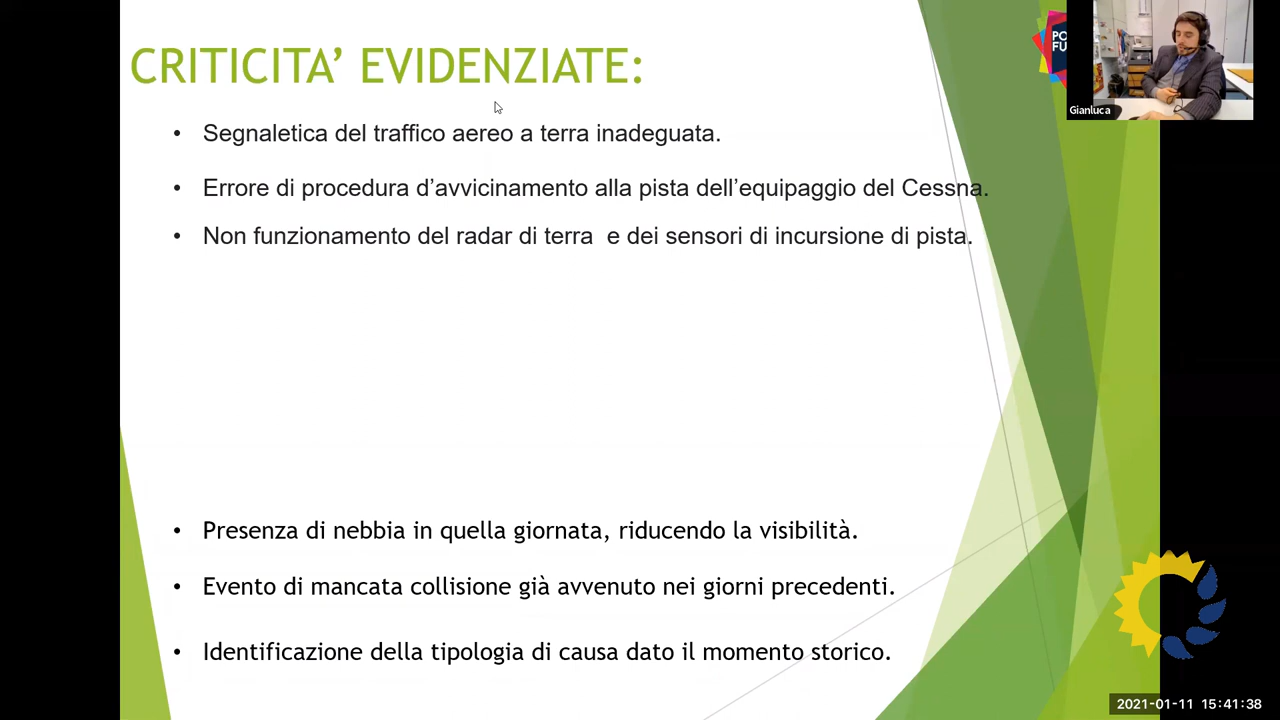 CRITICITA’ EVIDENZIATE:
• Segnaletica del traffico aereo a terra inadeguata.
• Errore di procedura d’avvicinamento alla pista dell’equipaggio del Cessna.
• Non funzionamento del radar di terra  e dei sensori di incursione di pista.
• Presenza di nebbia in quella giornata, riducendo la visibilità.
• Evento di mancata collisione già avvenuto nei giorni precedenti.
• Identificazione della tipologia di causa dato il momento storico.
Gianluca
2021-01-11 15:41:38